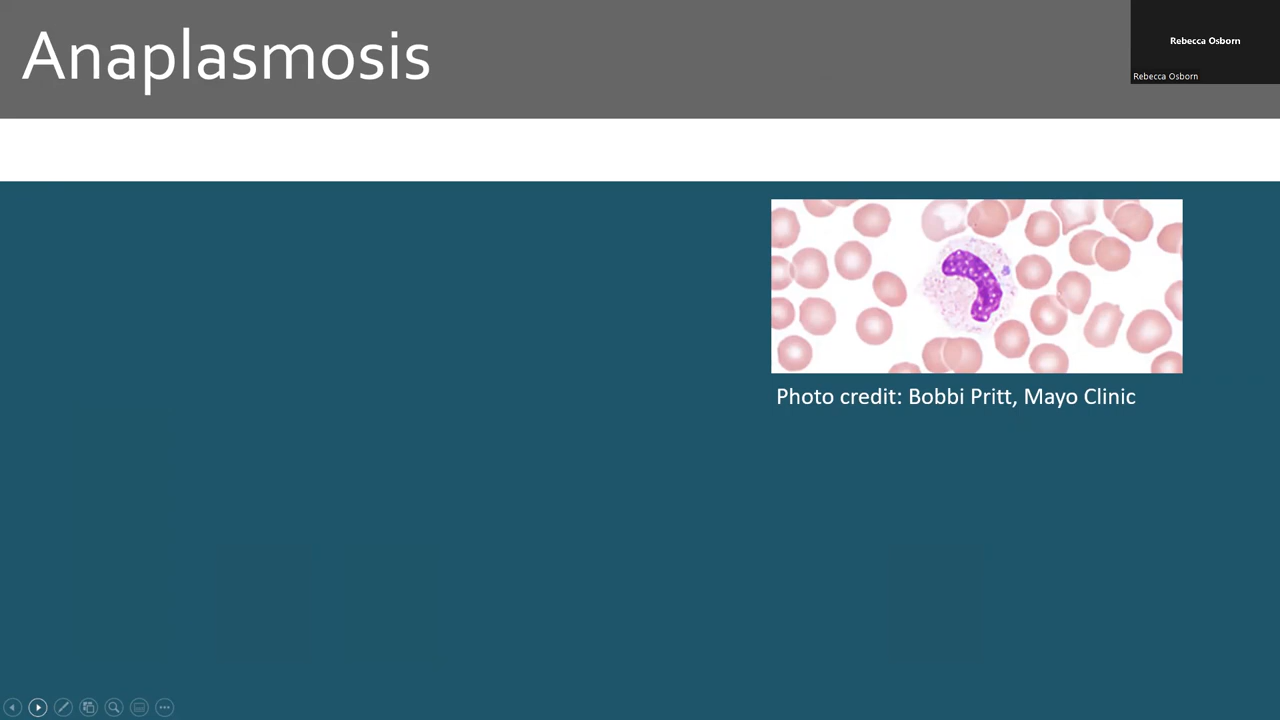 Anaplasmosis
Rebecca Osborn
Rebecca Osborn
Photo credit: Bobbi Pritt, Mayo Clinic